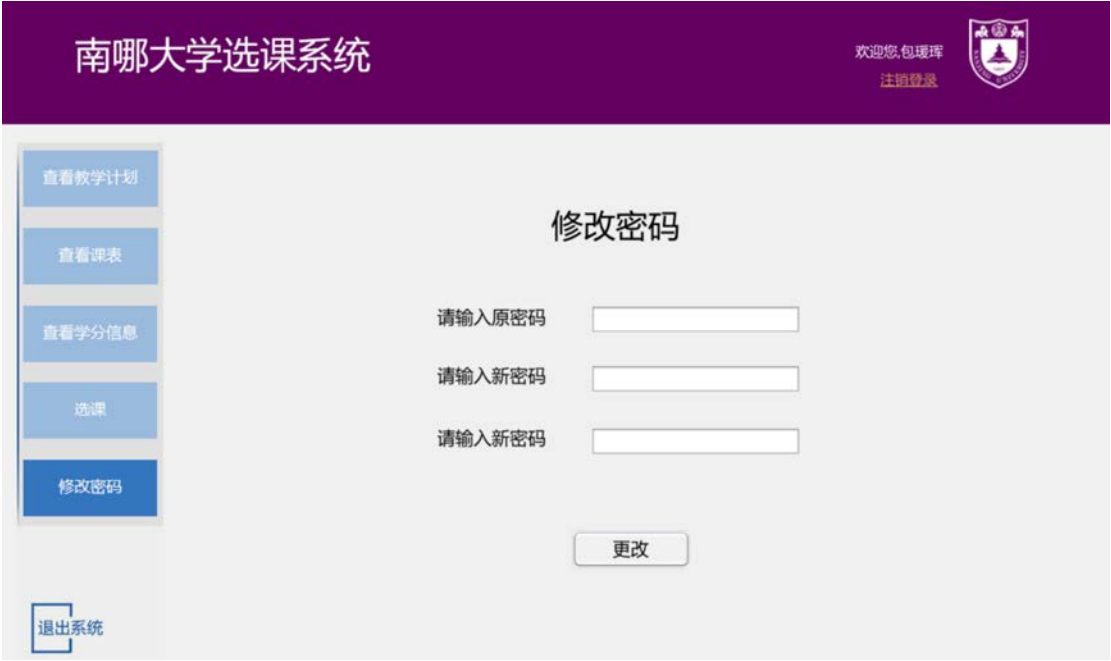 南哪大学选课系统
欢迎您,包瑗珲
注销登录
查看教学计划
查看课表
查看学分信息
选课
修改密码
退出系统
修改密码
请输入原密码
请输入新密码
请输入新密码
更改